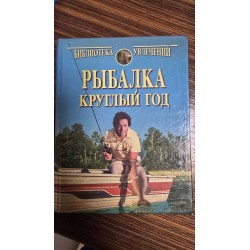 БИБЛИОТЕКА УВЛЕЧЕНИЙ
РЫБАЛКА
КРУГЛЫЙ ГОД